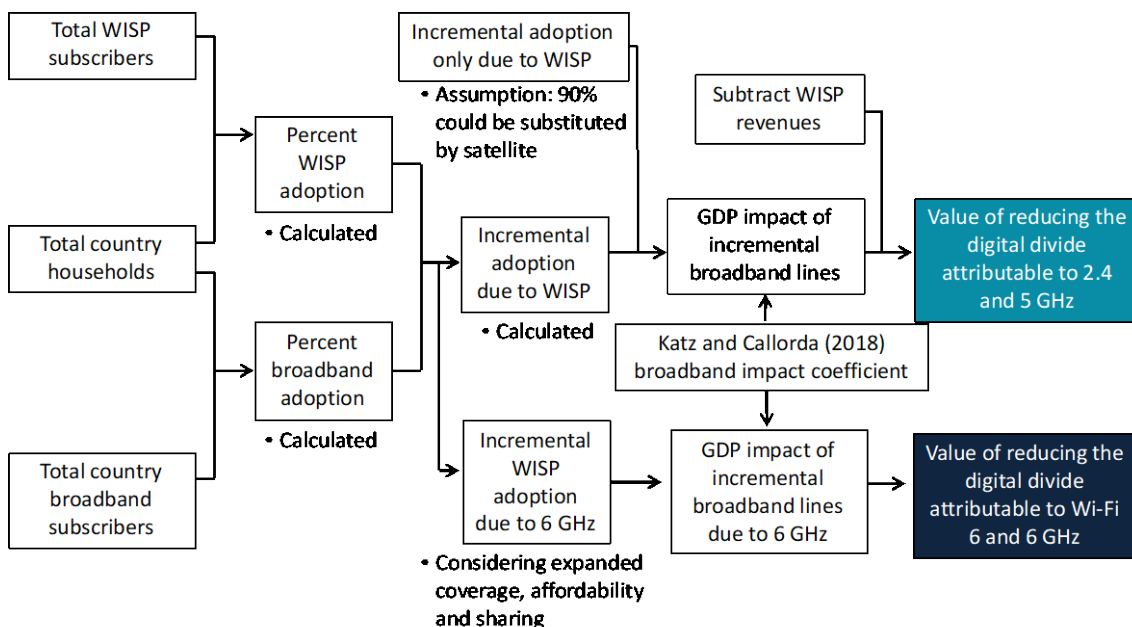 Total WISP
subscribers
Total country
households
Total country
broadband
subscribers
Percent
WISP
adoption
• Calculated
Percent
broadband
adoption
• Calculated
Incremental adoption
only due to WISP
• Assumption: 90%
could be substituted
by satellite
Incremental
adoption
due to WISP
• Calculated
Incremental
WISP
adoption
due to 6 GHz
• Considering expanded
coverage, affordability
and sharing
Subtract WISP
revenues
GDP impact of
incremental
broadband lines
Katz and Callorda (2018)
broadband impact coefficient
GDP impact of
incremental
broadband lines
due to 6 GHz
Value of reducing the
digital divide
attributable to 2.4
and 5 GHz
Value of reducing the
digital divide
attributable to Wi-Fi
6 and 6 GHz